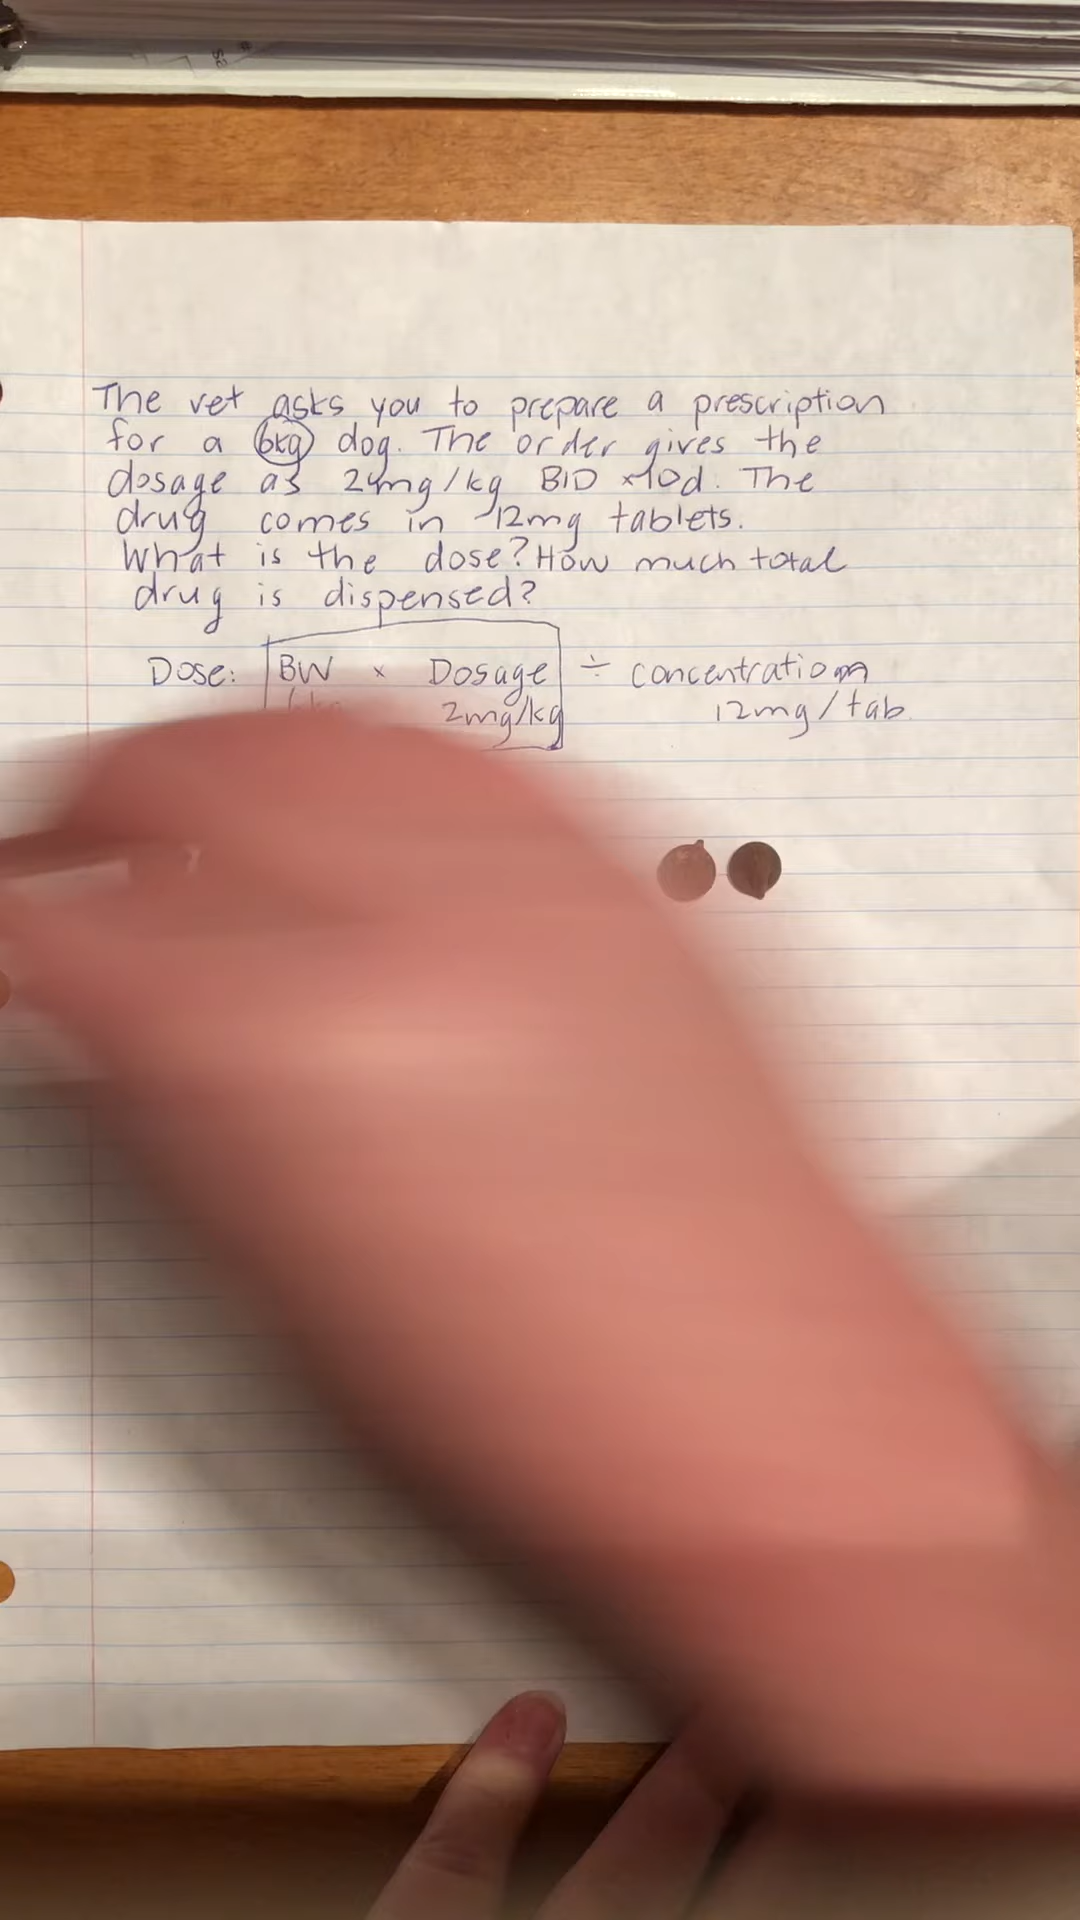 The vet asks you to prepare a prescription
for a 6kg dog. The order gives the
dosage as 2mg/kg BID x10d. The
drug comes in 12mg tablets.
What is the dose? How much total
drug is dispensed?
Dose: BW x Dosage ÷ concentration
2mg/kg 12mg/tab